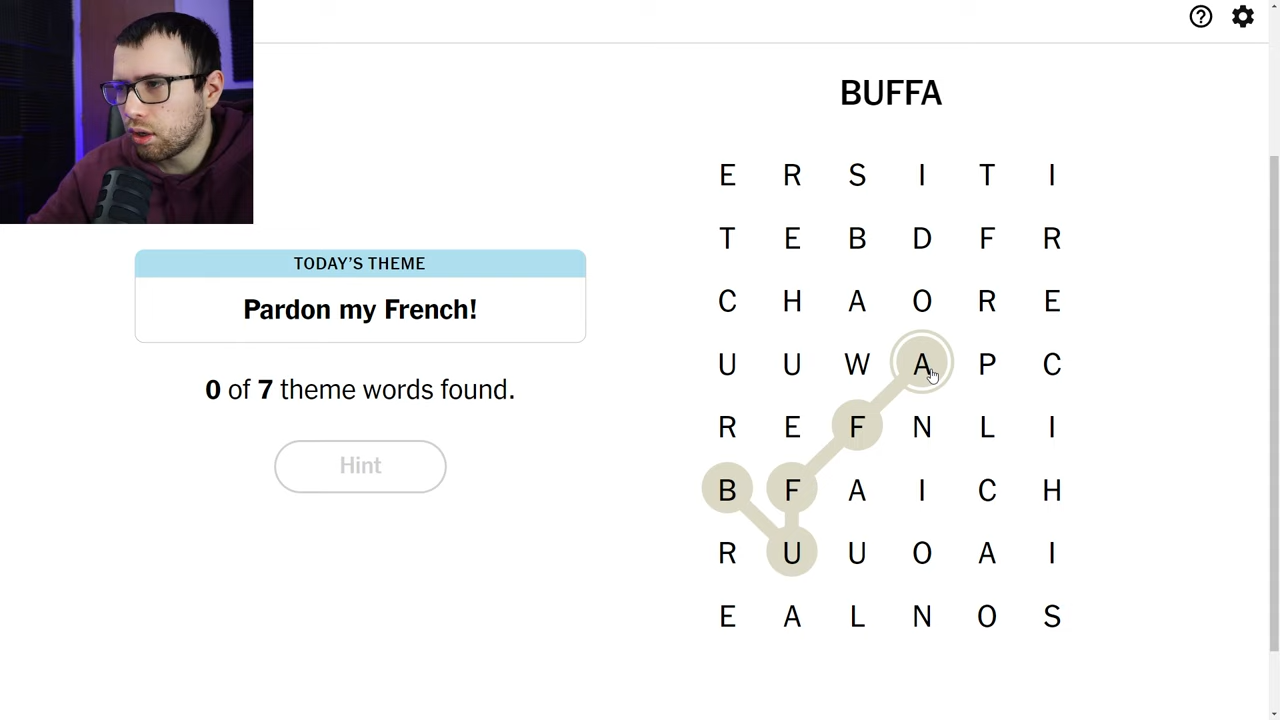 BUFFA
E R S I T I
T E B D F R
TODAY'S THEME
Pardon my French!
C H A O R E
U U W A P C
0 of 7 theme words found.
R E F N L I
Hint
B F A I C H
R U U O A I
E A L N O S